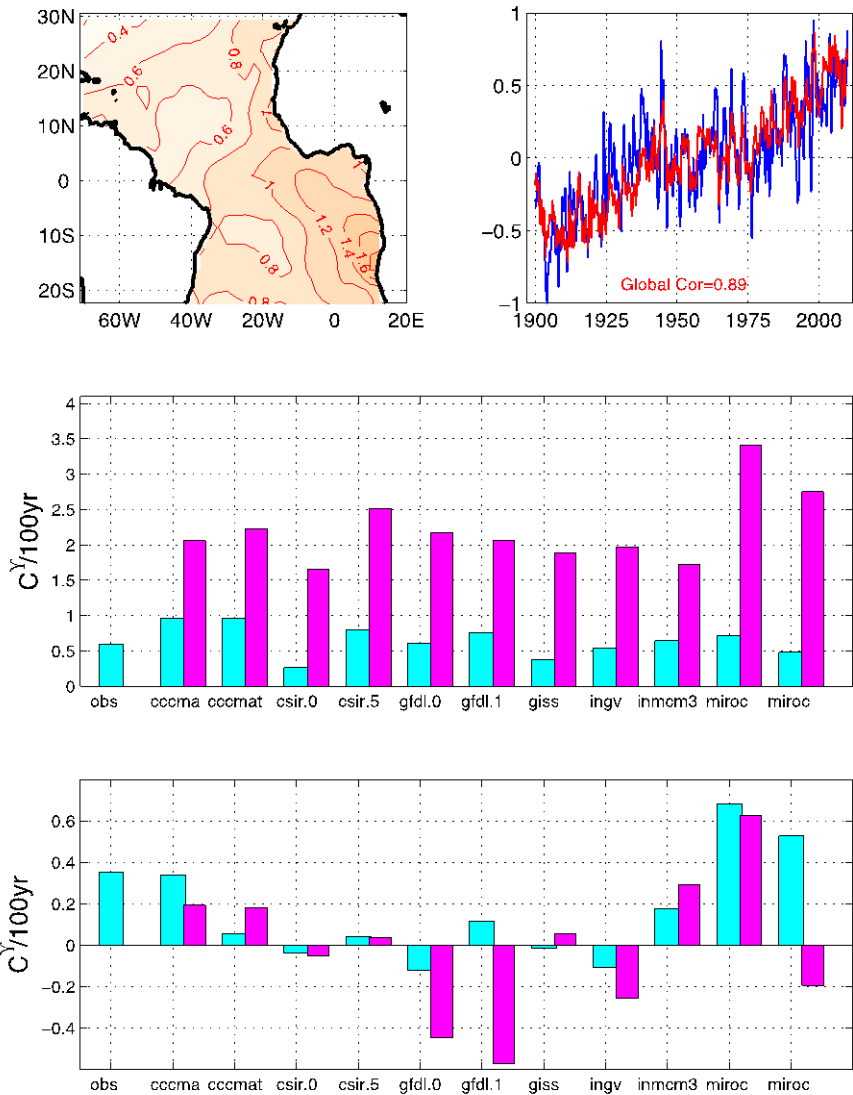 30N
20N
10N
0
10S
20S
60W 40W 20W 0 20E
0.4
0.6
0.8
0.6
1
1
1
1.2
1.4
1.6
0.8
0.8
1
0.5
0
−0.5
−1
Global Cor=0.89
1900 1925 1950 1975 2000
4
3.5
3
2.5
2
1.5
1
0.5
0
C^Υ/100yr
obs cccma cccmat csir.0 csir.5 gfdl.0 gfdl.1 giss ingv inmcm3 miroc miroc
0.6
0.4
0.2
0
−0.2
−0.4
C^Υ/100yr
obs cccma cccmat csir.0 csir.5 gfdl.0 gfdl.1 giss ingv inmcm3 miroc miroc